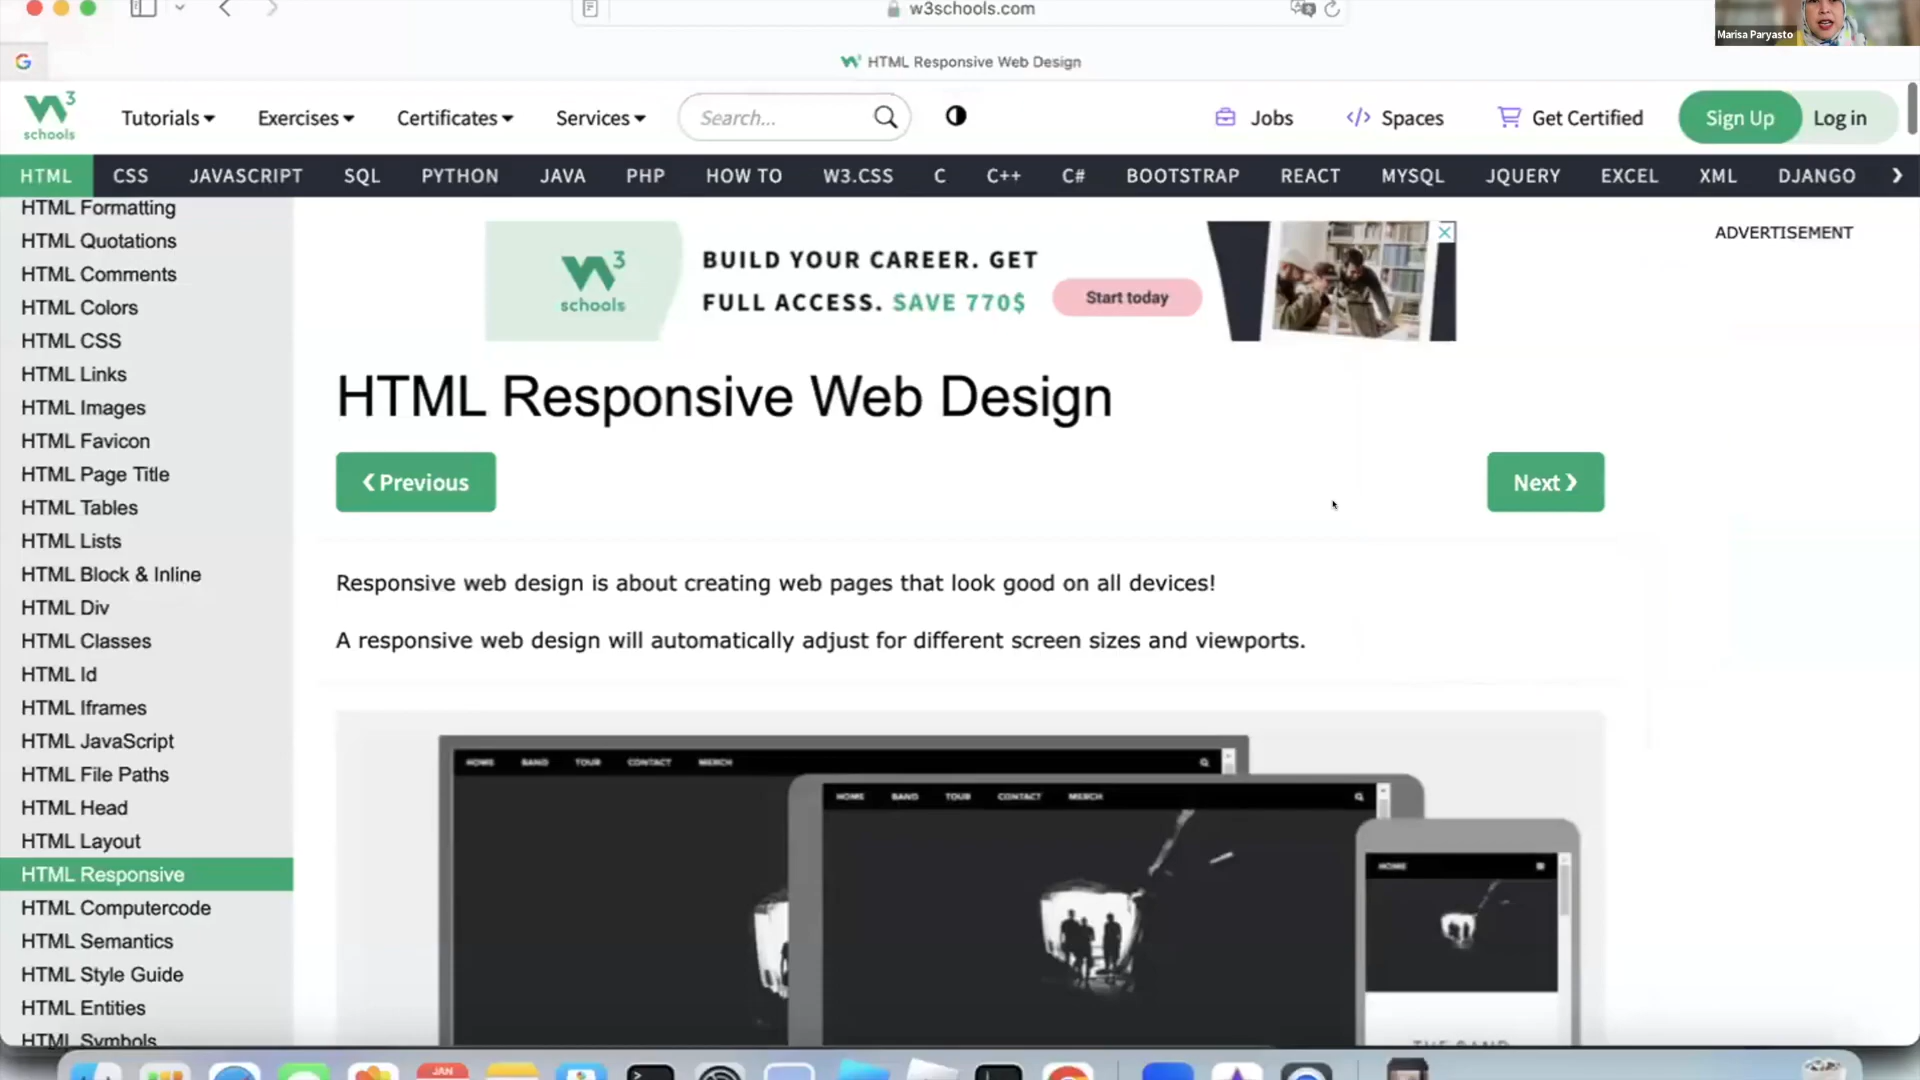 w3schools.com
Marisa Paryasto
HTML Responsive Web Design
W3 schools
Tutorials
Exercises
Certificates
Services
Search...
Jobs
Spaces
Get Certified
Sign Up
Log in
HTML
CSS
JAVASCRIPT
SQL
PYTHON
JAVA
PHP
HOW TO
W3.CSS
C
C++
C#
BOOTSTRAP
REACT
MYSQL
JQUERY
EXCEL
XML
DJANGO
HTML Formatting
HTML Quotations
HTML Comments
HTML Colors
HTML CSS
HTML Links
HTML Images
HTML Favicon
HTML Page Title
HTML Tables
HTML Lists
HTML Block & Inline
HTML Div
HTML Classes
HTML Id
HTML Iframes
HTML JavaScript
HTML File Paths
HTML Head
HTML Layout
HTML Responsive
HTML Computercode
HTML Semantics
HTML Style Guide
HTML Entities
HTML Symbols
W3 schools
BUILD YOUR CAREER. GET
FULL ACCESS. SAVE 770$
Start today
ADVERTISEMENT
HTML Responsive Web Design
❮ Previous
Next ❯
Responsive web design is about creating web pages that look good on all devices!
A responsive web design will automatically adjust for different screen sizes and viewports.
HOME BAND TOUR CONTACT MERCH
HOME BAND TOUR CONTACT MERCH
HOME
JAN